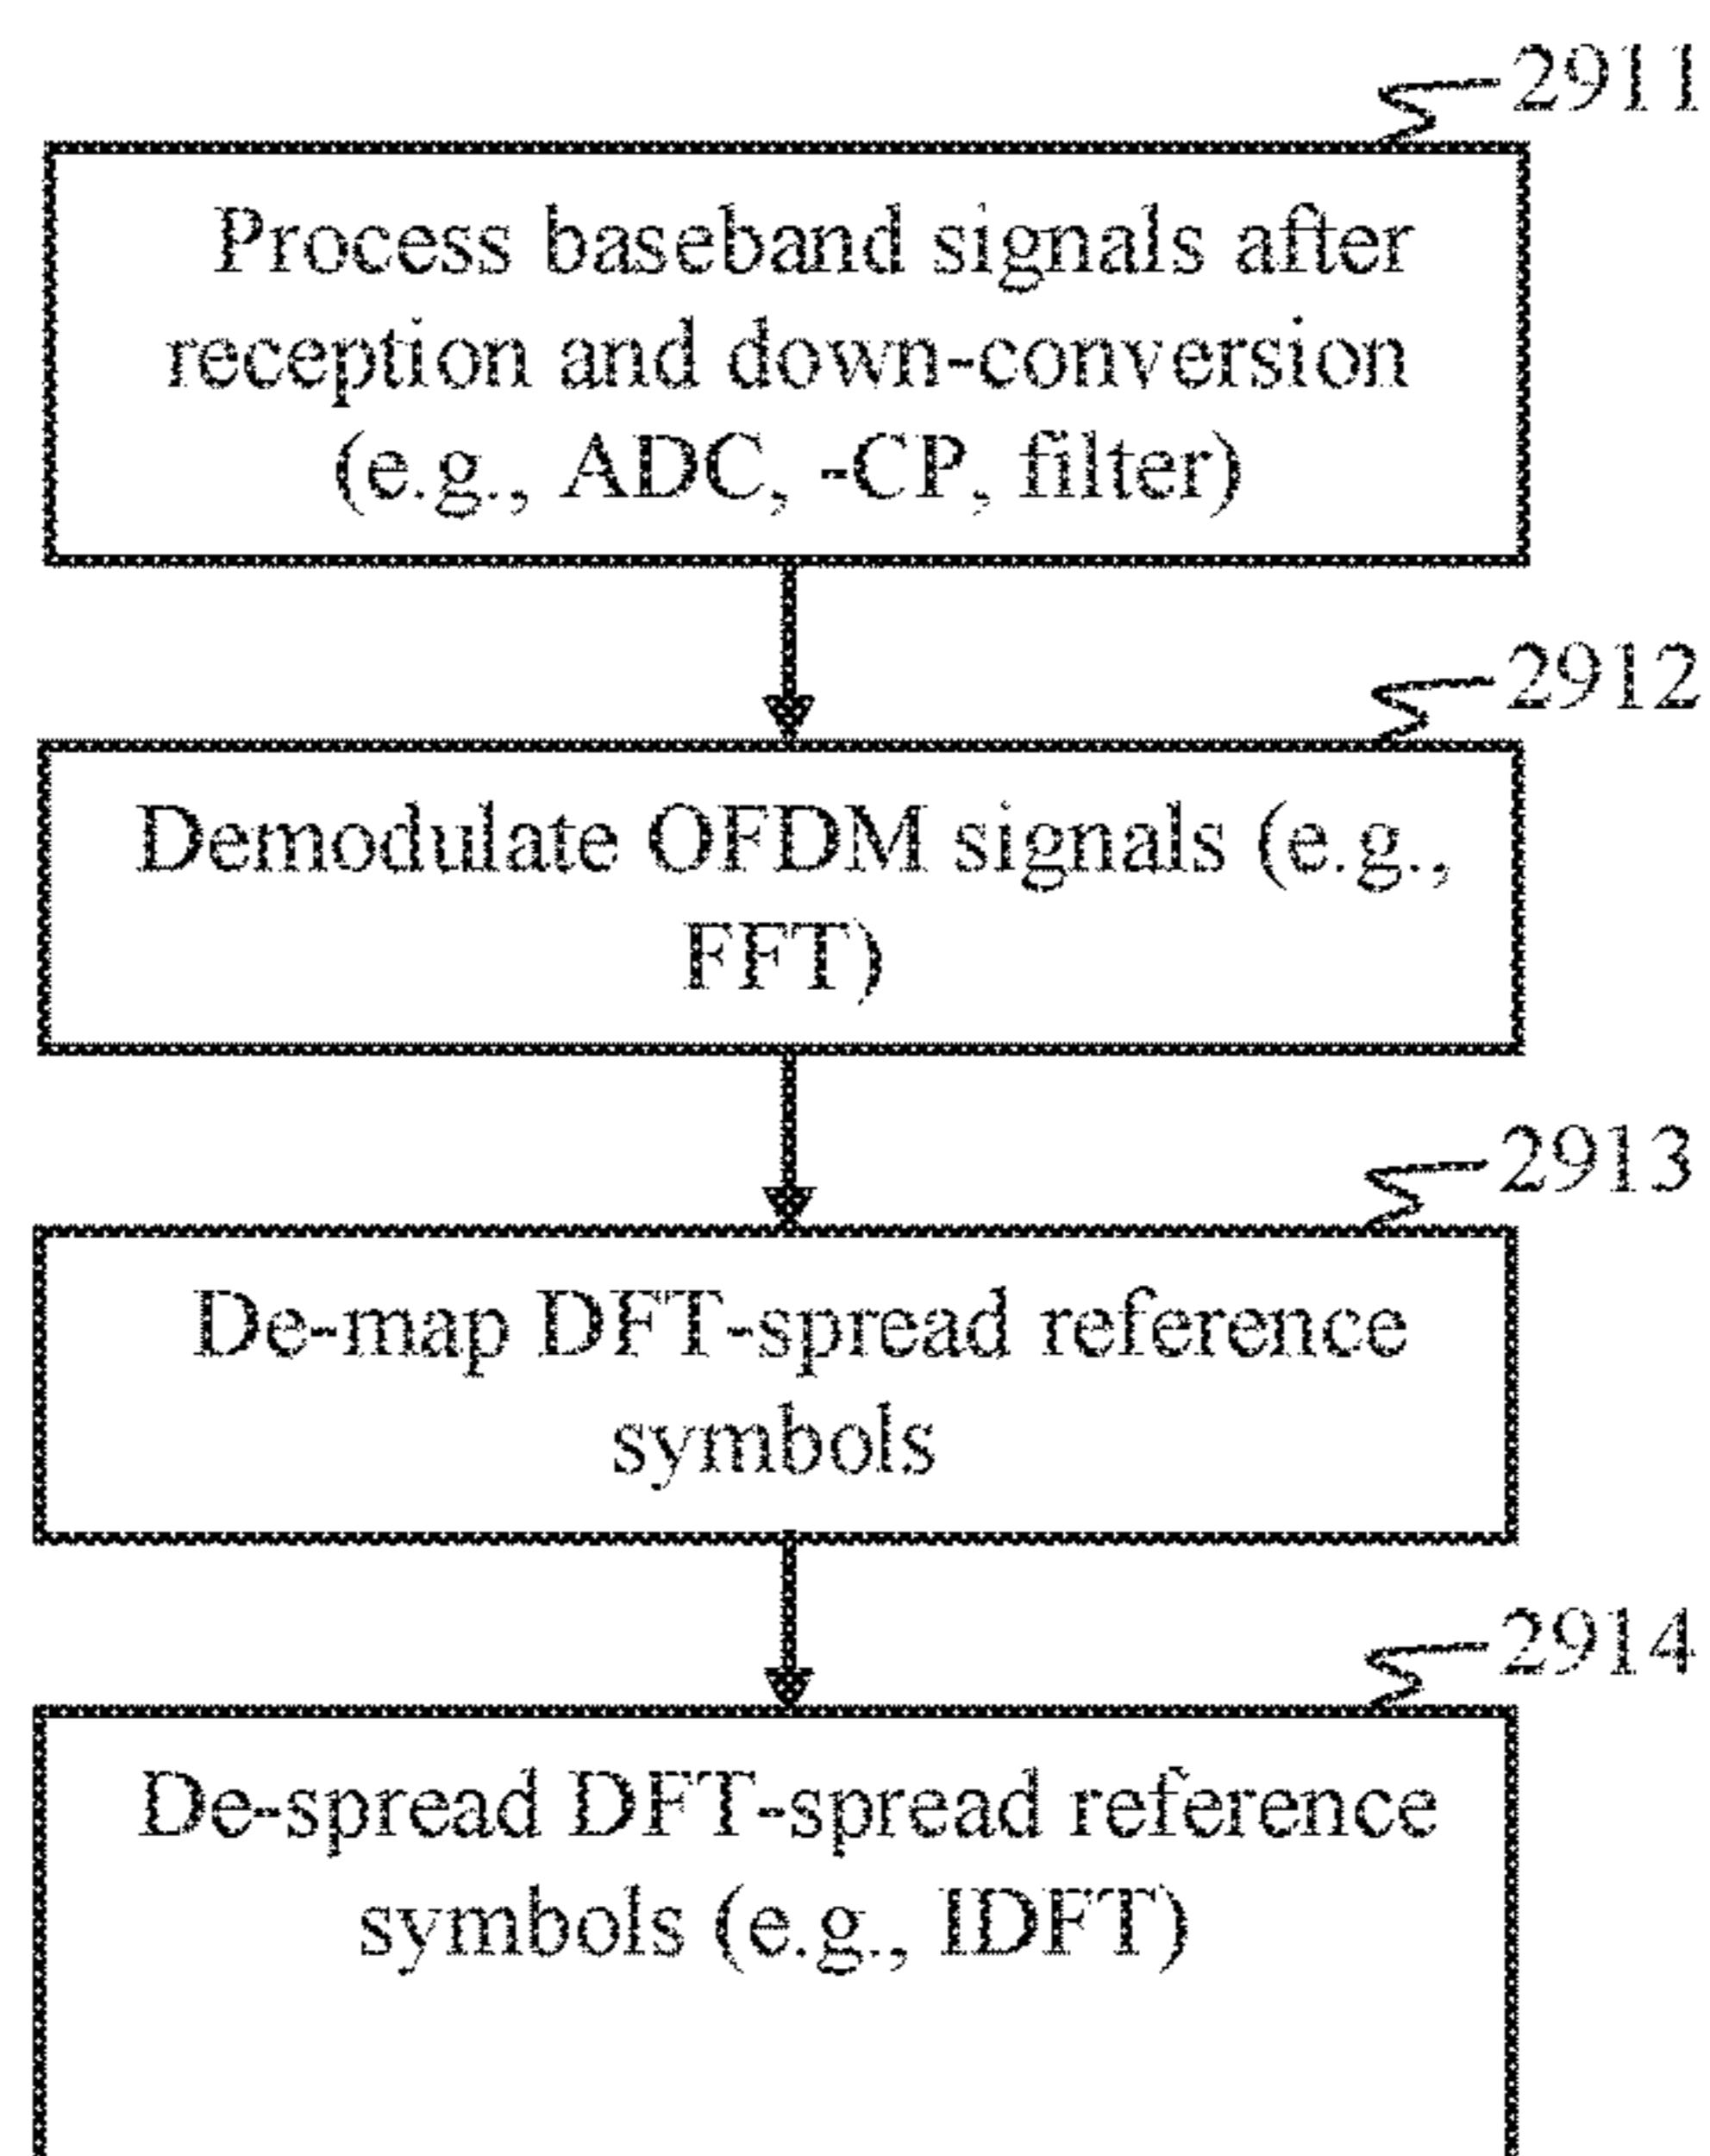 2911
Process baseband signals after
reception and down-conversion
(e.g., ADC, -CP, filter)
2912
Demodulate OFDM signals (e.g.,
FFT)
2913
De-map DFT-spread reference
symbols
2914
De-spread DFT-spread reference
symbols (e.g., IDFT)